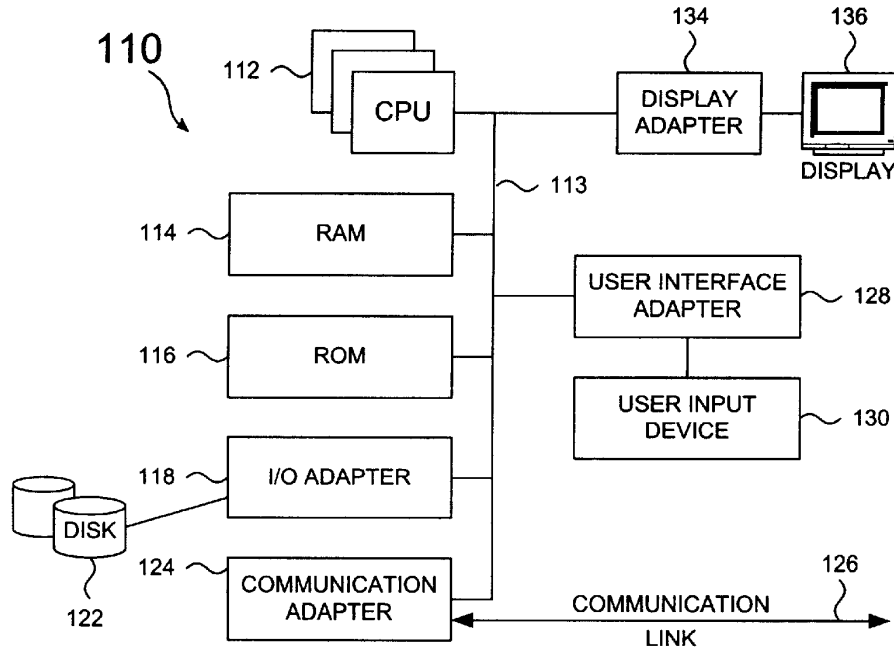 110
112
CPU
134
136
DISPLAY
ADAPTER
DISPLAY
113
114
RAM
USER INTERFACE
ADAPTER
128
116
ROM
USER INPUT
DEVICE
130
118
I/O ADAPTER
DISK
122
124
COMMUNICATION
ADAPTER
COMMUNICATION
LINK
126